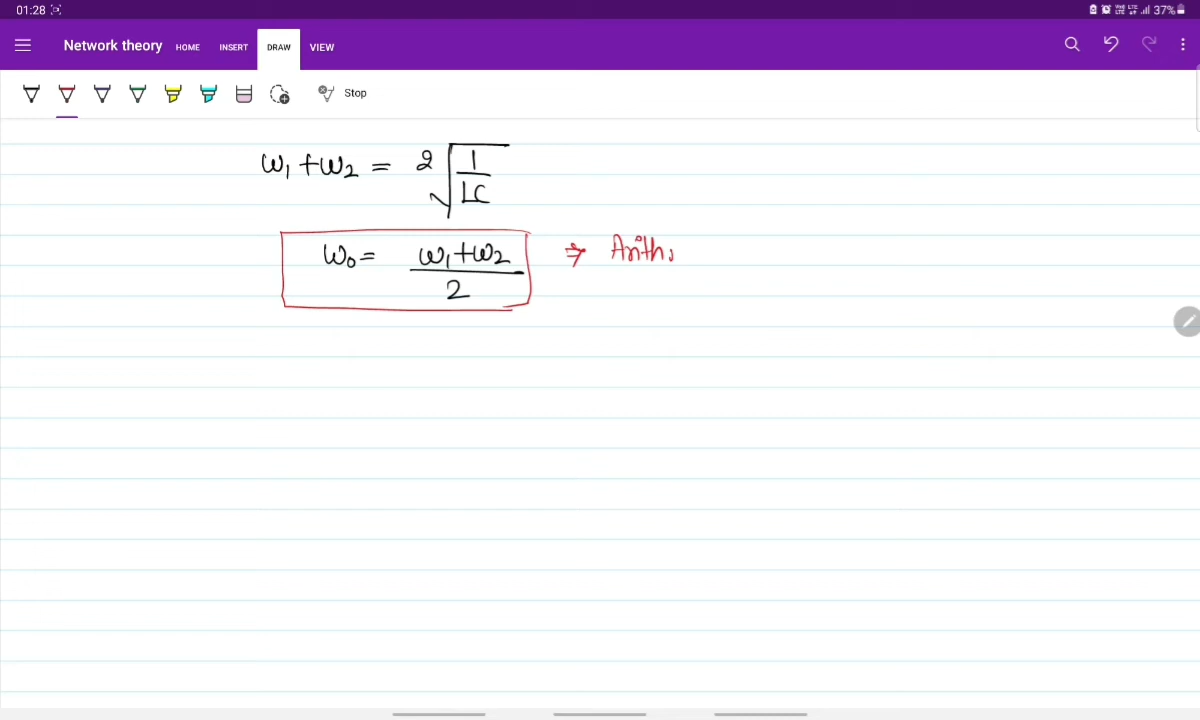 01:28 37%
Network theory HOME INSERT DRAW VIEW
Stop
ω₁ + ω₂ = 2 √(1/LC)
ω₀ = (ω₁ + ω₂)/2 ⇒ Arith